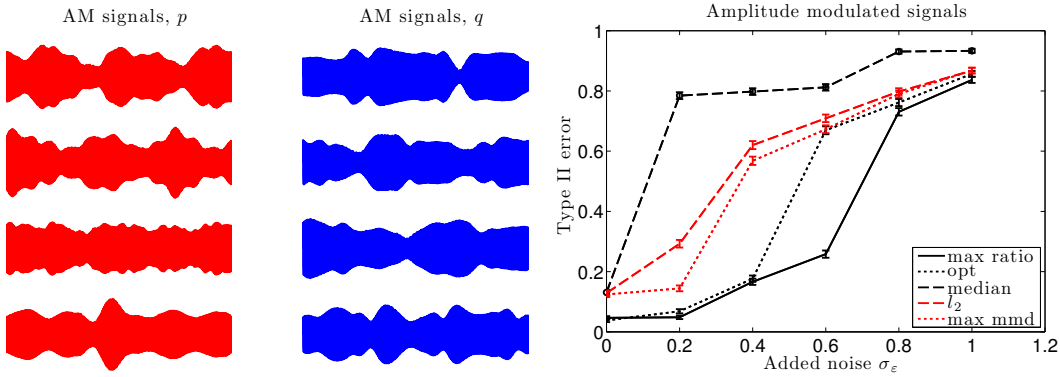 AM signals, p
AM signals, q
Amplitude modulated signals
Type II error
1
0.8
0.6
0.4
0.2
0
max ratio
opt
median
l₂
max mmd
0 0.2 0.4 0.6 0.8 1 1.2
Added noise σ_ε